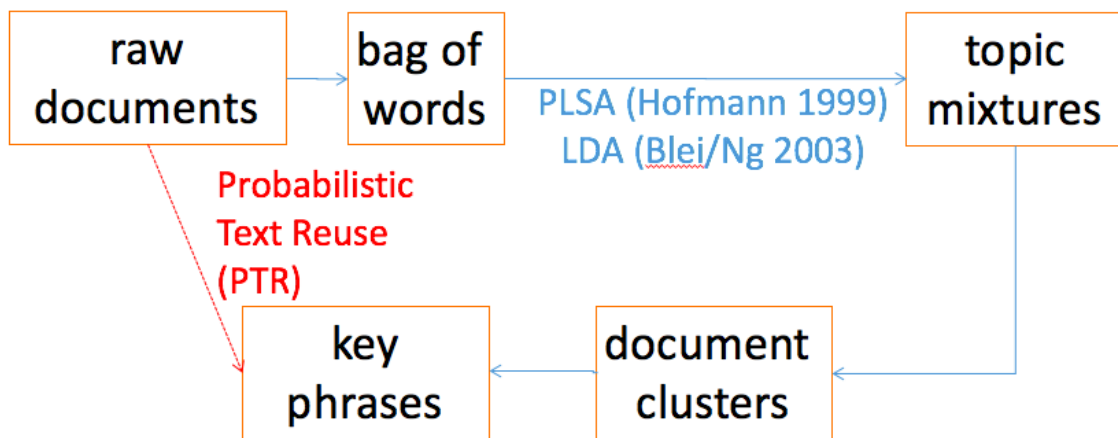 raw
documents
bag of
words
PLSA (Hofmann 1999)
LDA (Blei/Ng 2003)
topic
mixtures
Probabilistic
Text Reuse
(PTR)
key
phrases
document
clusters